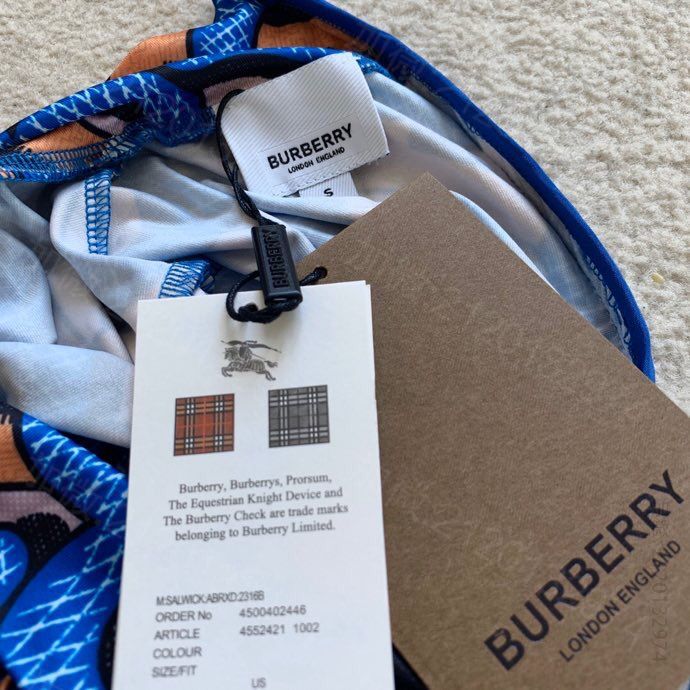 BURBERRY
LONDON ENGLAND
S
BURBERRY
Burberry, Burberrys, Prorsum,
The Equestrian Knight Device and
The Burberry Check are trade marks
belonging to Burberry Limited.
M:SALWICK:ABRXD:2316B
ORDER No 4500402446
ARTICLE 4552421 1002
COLOUR
SIZE/FIT
US
BURBERRY
LONDON ENGLAND